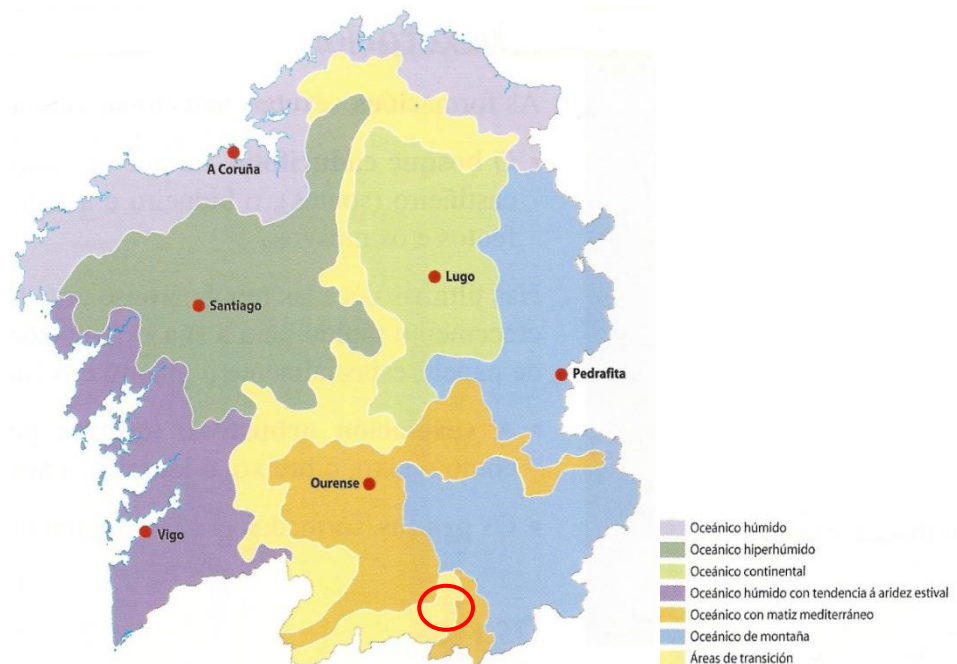 A Coruña
Lugo
Santiago
Pedrafita
Ourense
Vigo
Oceánico húmido
Oceánico hiperhúmido
Oceánico continental
Oceánico húmido con tendencia á aridez estival
Oceánico con matiz mediterráneo
Oceánico de montaña
Áreas de transición